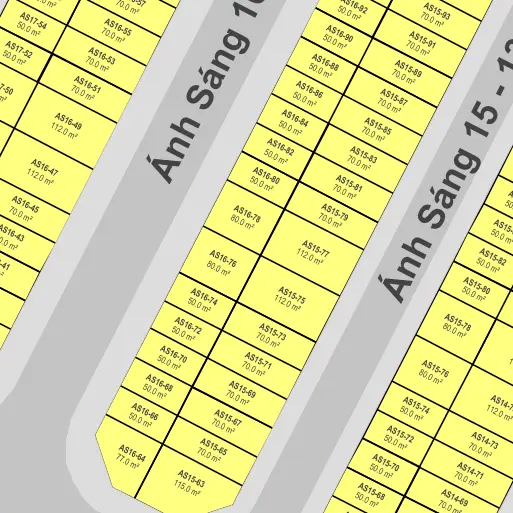 AS17-54
50.0 m²
AS17-52
50.0 m²
AS16-55
70.0 m²
AS16-53
70.0 m²
AS16-51
70.0 m²
AS16-49
112.0 m²
AS16-47
112.0 m²
AS16-45
70.0 m²
Ánh Sáng
AS16-92
50.0 m²
AS16-90
50.0 m²
AS16-88
50.0 m²
AS16-86
50.0 m²
AS16-84
50.0 m²
AS16-82
50.0 m²
AS16-80
50.0 m²
AS16-78
80.0 m²
AS16-76
80.0 m²
AS16-74
50.0 m²
AS16-72
50.0 m²
AS16-70
50.0 m²
AS16-68
50.0 m²
AS16-66
50.0 m²
AS16-64
77.0 m²
AS15-93
70.0 m²
AS15-91
70.0 m²
AS15-89
70.0 m²
AS15-87
70.0 m²
AS15-85
70.0 m²
AS15-83
70.0 m²
AS15-81
70.0 m²
AS15-79
70.0 m²
AS15-77
112.0 m²
AS15-75
112.0 m²
AS15-73
70.0 m²
AS15-71
70.0 m²
AS15-69
70.0 m²
AS15-67
70.0 m²
AS15-65
70.0 m²
AS15-63
115.0 m²
Ánh Sáng 15 -
AS15-82
50.0 m²
AS15-80
50.0 m²
AS15-78
80.0 m²
AS15-76
80.0 m²
AS15-74
50.0 m²
AS15-72
50.0 m²
AS15-70
50.0 m²
AS15-68
50.0 m²
112.0 m²
AS14-73
70.0 m²
AS14-71
70.0 m²
AS14-69
70.0 m²